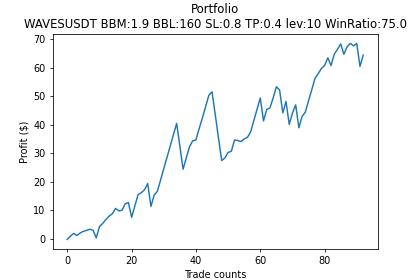 Portfolio
WAVESUSDT BBM:1.9 BBL:160 SL:0.8 TP:0.4 lev:10 WinRatio:75.0
70
60
50
40
30
20
10
0
Profit ($)
0 20 40 60 80
Trade counts